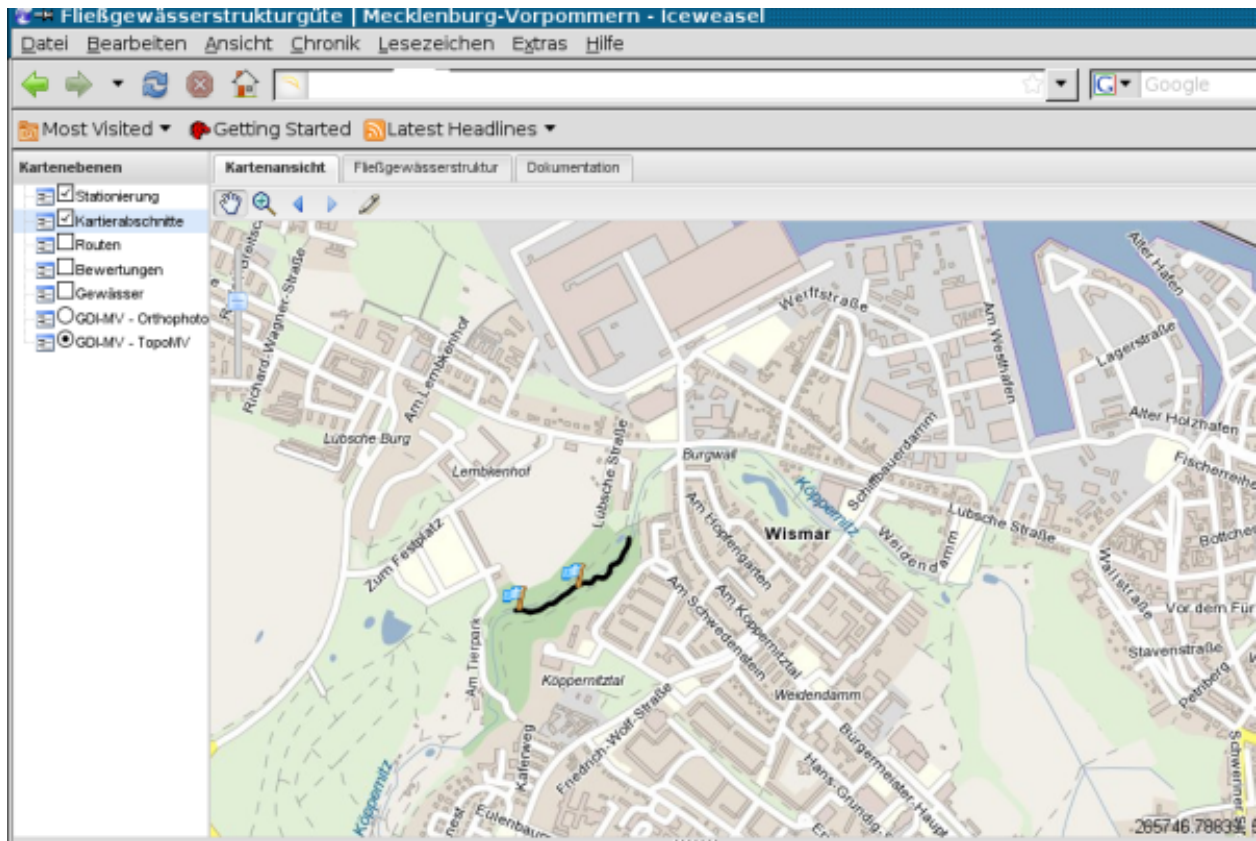 Fließgewässerstrukturgüte | Mecklenburg-Vorpommern - Iceweasel
Datei Bearbeiten Ansicht Chronik Lesezeichen Extras Hilfe
Google
Most Visited Getting Started Latest Headlines
Kartenebenen
Kartenansicht Fließgewässerstruktur Dokumentation
Stationierung
Kartierabschnitte
Routen
Bewertungen
Gewässer
GDI-MV - Orthophoto
GDI-MV - TopoMV
Alter Hafen
Werftstraße
Am Westhafen
Lagerstraße
Richard-Wagner-Straße
Am Lembkenhof
Alter Holzhafen
Lübsche Burg
Lembkenhof
Lübsche Straße
Burgwall
Schiffbauerdamm
Fischerreihe
Köppernitz
Lübsche Straße
Wismar
Am Hopfengarten
Weidendamm
Zum Festplatz
Wallstraße
Am Schwedenstein
Am Köppernitztal
Vor dem
Stavenstraße
Am Tierpark
Köppernitztal
Weidendamm
Petriberg
Friedrich-Wolf-Straße
Käferweg
Bürgermeister-Haupt
Hans-Grundig-
Köppernitz
Eulenbau